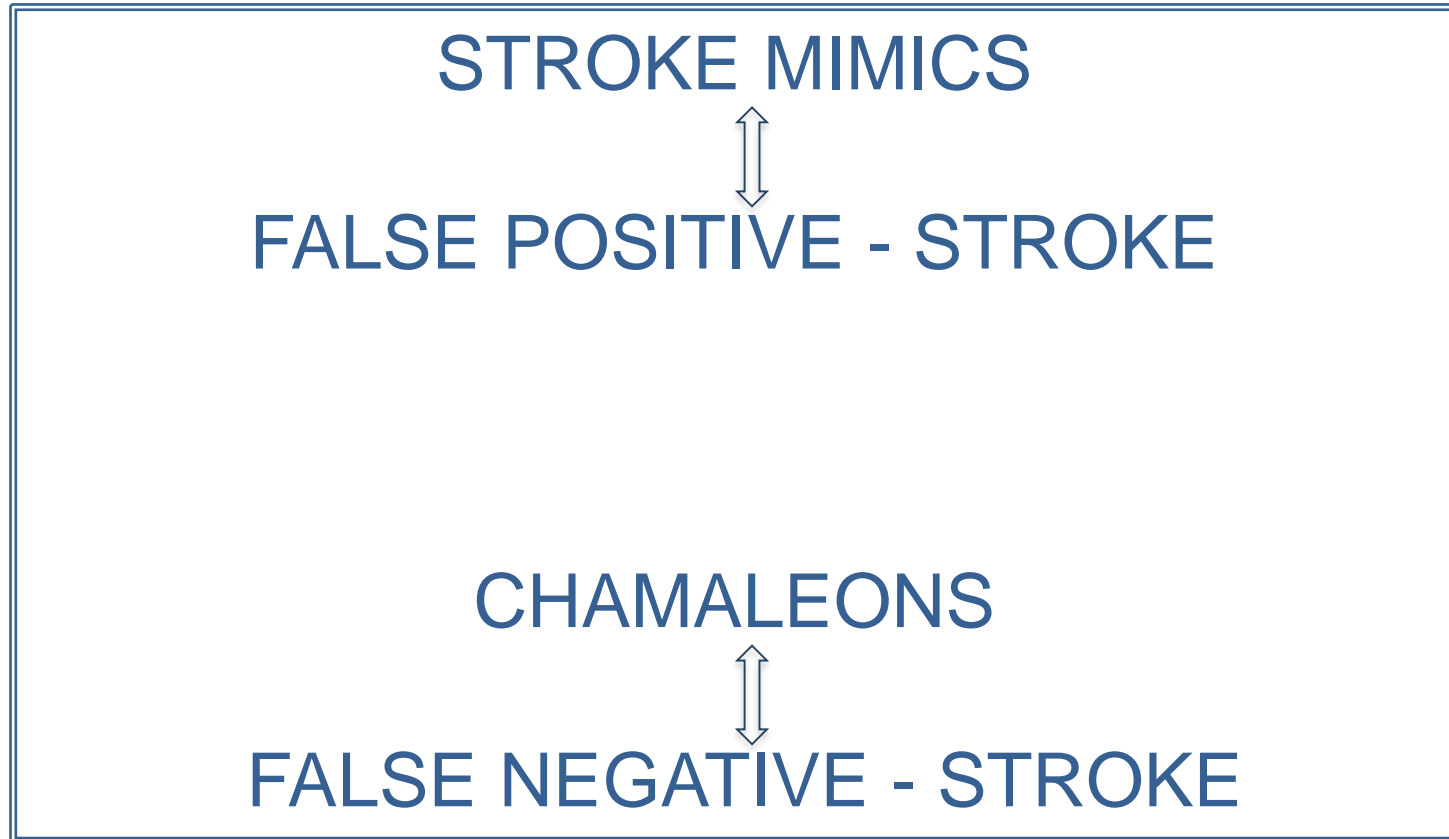 STROKE MIMICS
FALSE POSITIVE - STROKE
CHAMALEONS
FALSE NEGATIVE - STROKE